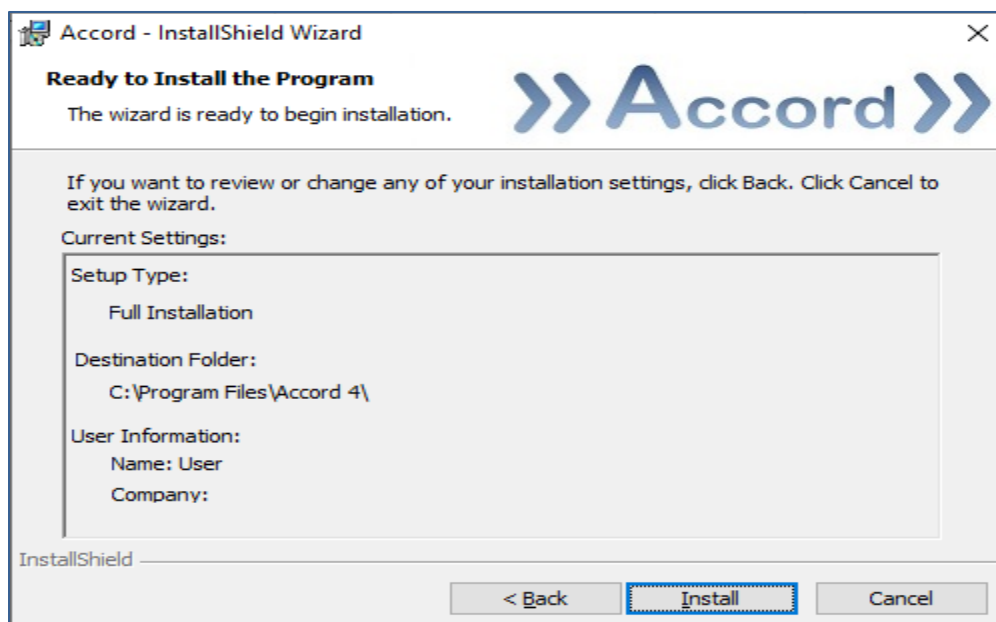 Accord - InstallShield Wizard
Ready to Install the Program
The wizard is ready to begin installation.
Accord
If you want to review or change any of your installation settings, click Back. Click Cancel to
exit the wizard.
Current Settings:
Setup Type:
Full Installation
Destination Folder:
C:\Program Files\Accord 4\
User Information:
Name: User
Company:
InstallShield
< Back
Install
Cancel